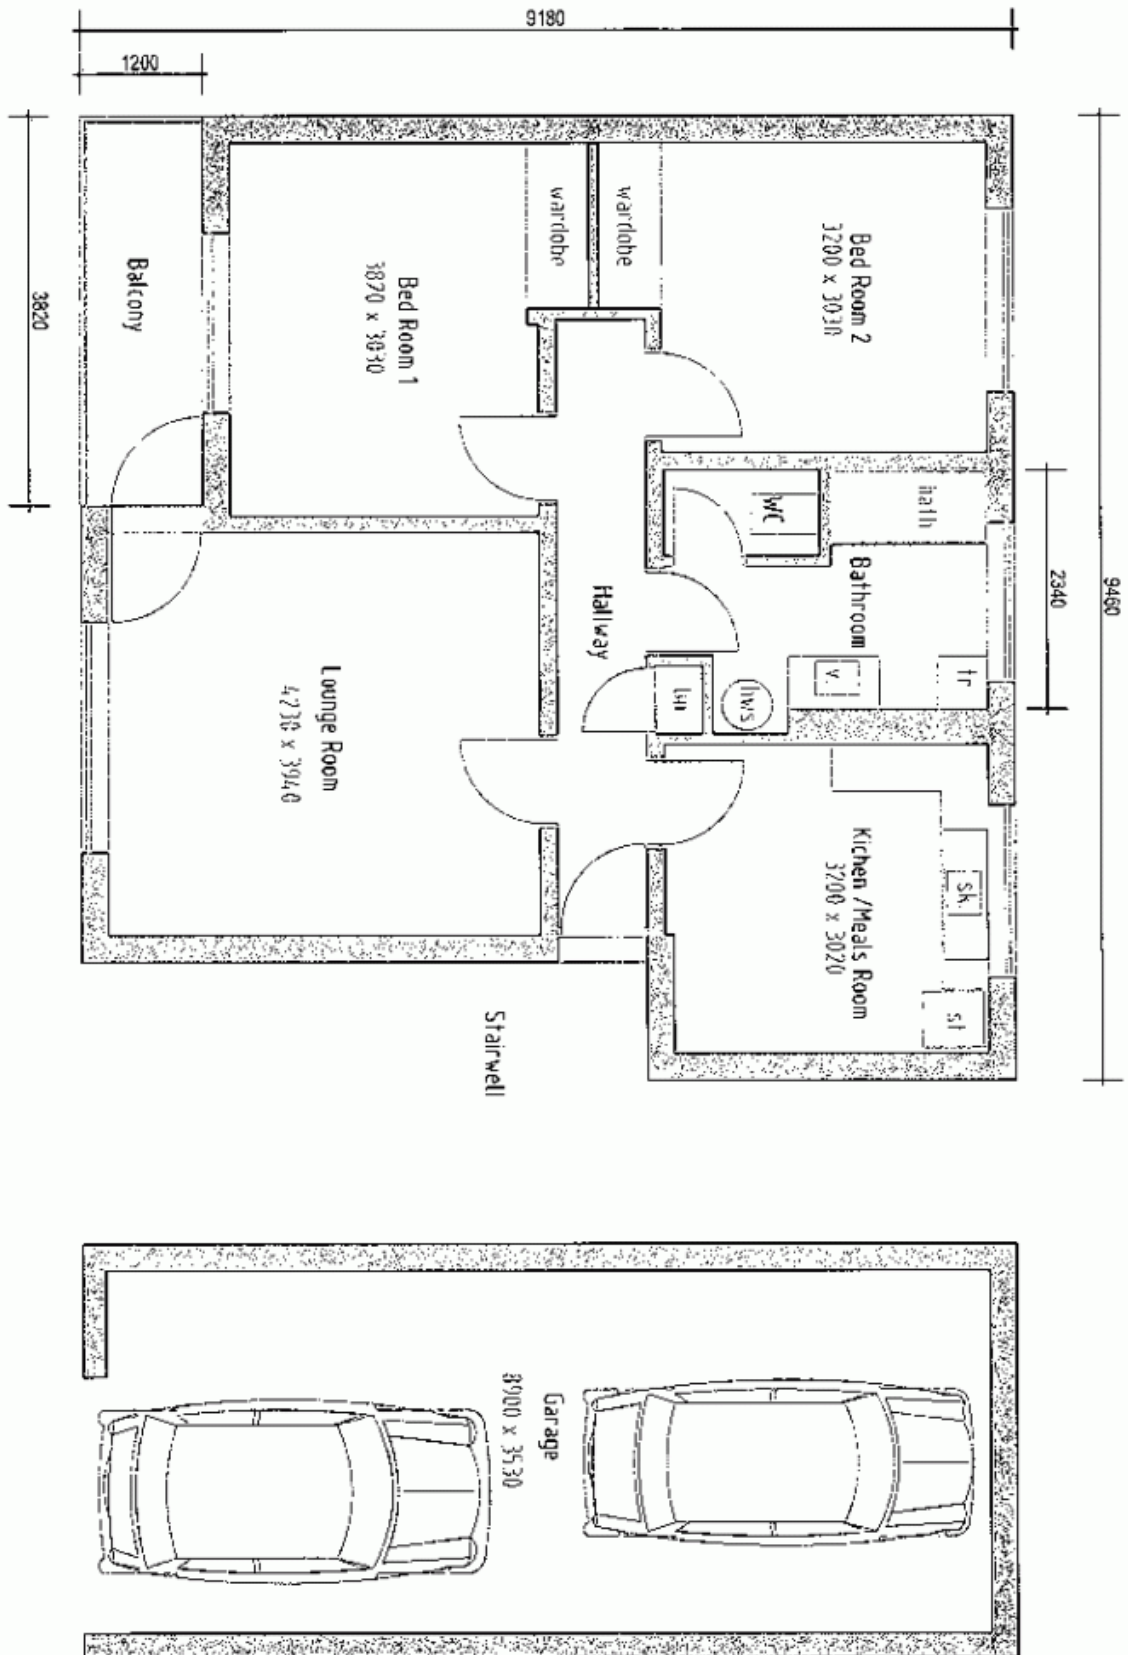 9180
1200
3820
9460
2340
Bed Room 2
3200 x 3030
wardobe
wardobe
Bed Room 1
3870 x 3030
Balcony
bath
WC
Bathroom
tr
v.
hws
lin
Hallway
Lounge Room
4230 x 3940
Kichen /Meals Room
3200 x 3020
sk.
st
Stairwell
Garage
8900 x 3530